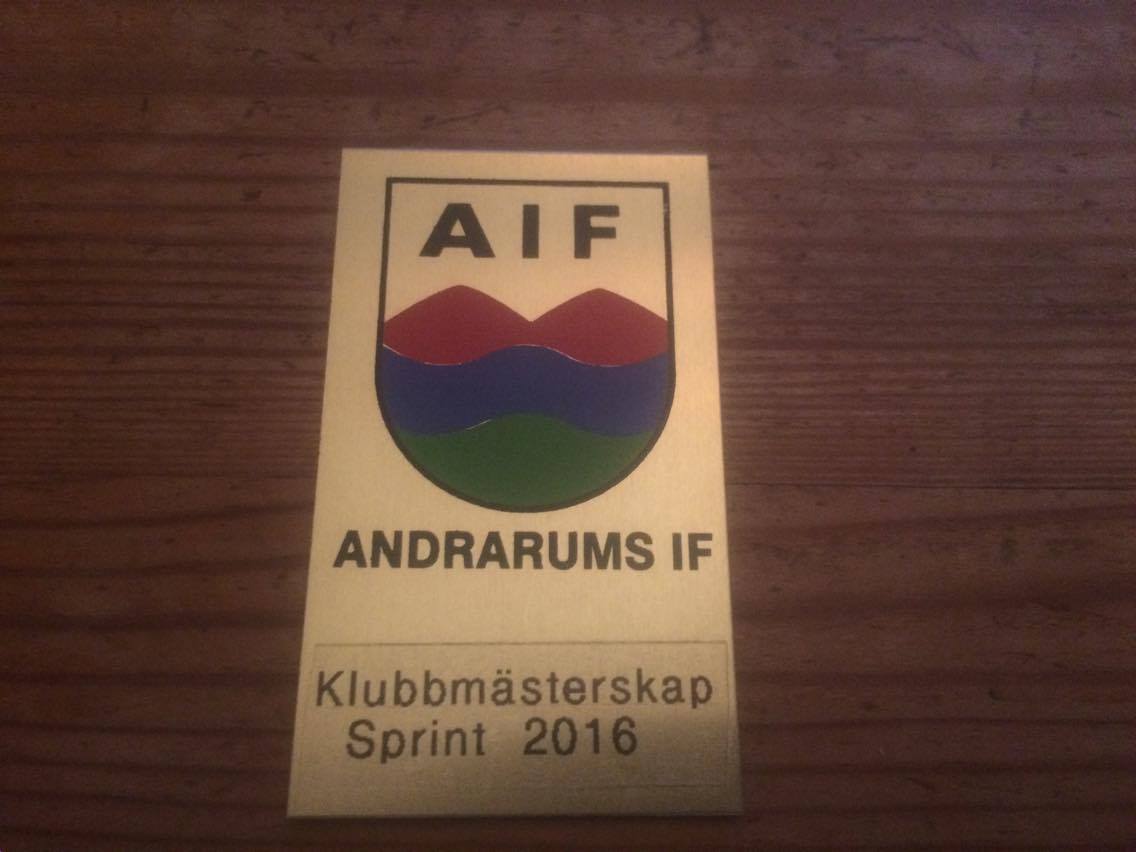 AIF
ANDRARUMS IF
Klubbmästerskap
Sprint 2016